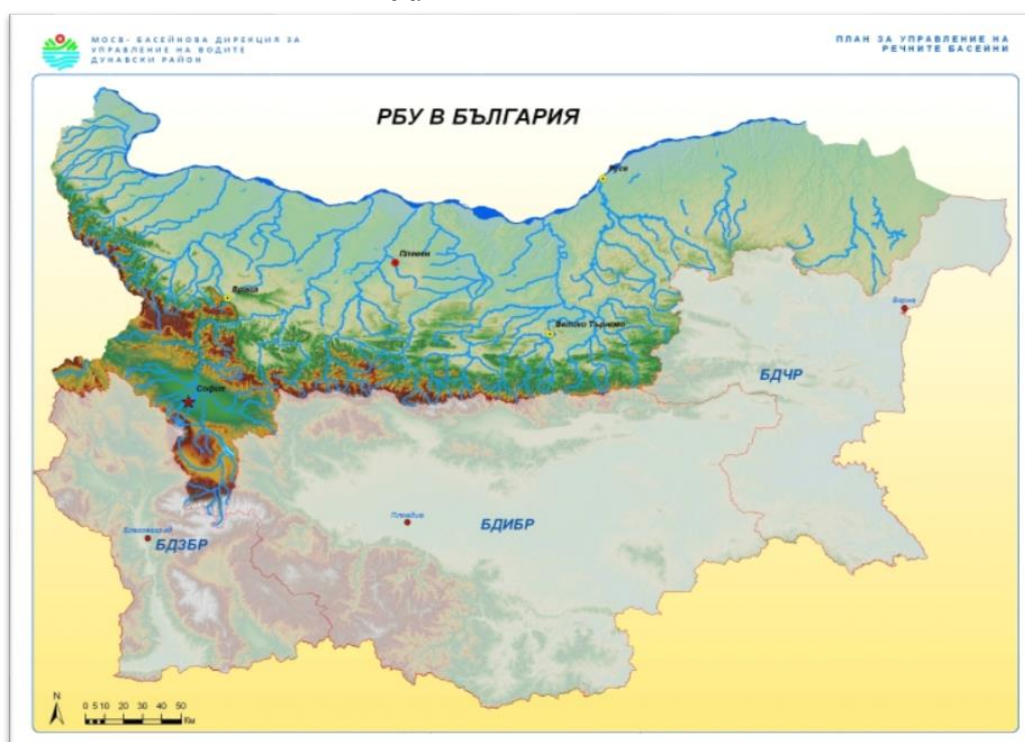 МОСВ- БАСЕЙНОВА ДИРЕКЦИЯ ЗА
УПРАВЛЕНИЕ НА ВОДИТЕ
ДУНАВСКИ РАЙОН
ПЛАН ЗА УПРАВЛЕНИЕ НА
РЕЧНИТЕ БАСЕЙНИ
РБУ В БЪЛГАРИЯ
Русе
Плевен
Враца
Варна
Велико Търново
БДЧР
София
Пловдив
БДИБР
Благоевград
БДЗБР
N
0 5 10 20 30 40 50
Km